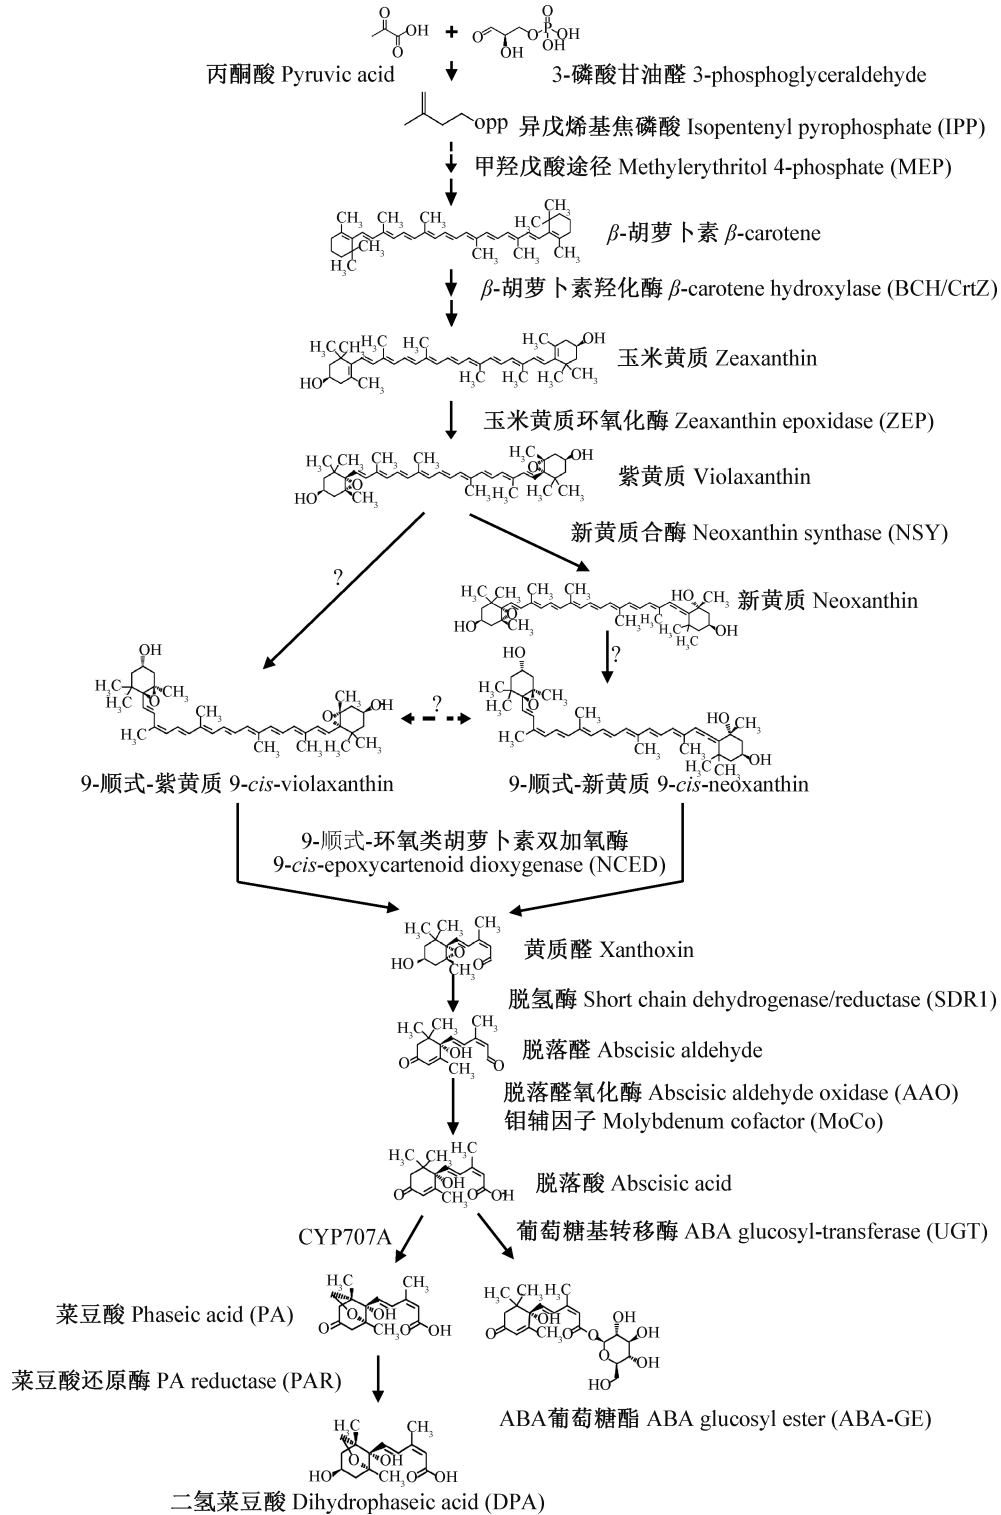 丙酮酸 Pyruvic acid
+
3-磷酸甘油醛 3-phosphoglyceraldehyde
opp
异戊烯基焦磷酸 Isopentenyl pyrophosphate (IPP)
甲羟戊酸途径 Methylerythritol 4-phosphate (MEP)
β-胡萝卜素 β-carotene
β-胡萝卜素羟化酶 β-carotene hydroxylase (BCH/CrtZ)
玉米黄质 Zeaxanthin
玉米黄质环氧化酶 Zeaxanthin epoxidase (ZEP)
紫黄质 Violaxanthin
新黄质合酶 Neoxanthin synthase (NSY)
?
新黄质 Neoxanthin
?
?
9-顺式-紫黄质 9-cis-violaxanthin
9-顺式-新黄质 9-cis-neoxanthin
9-顺式-环氧类胡萝卜素双加氧酶
9-cis-epoxycartenoid dioxygenase (NCED)
黄质醛 Xanthoxin
脱氢酶 Short chain dehydrogenase/reductase (SDR1)
脱落醛 Abscisic aldehyde
脱落醛氧化酶 Abscisic aldehyde oxidase (AAO)
钼辅因子 Molybdenum cofactor (MoCo)
脱落酸 Abscisic acid
CYP707A
葡萄糖基转移酶 ABA glucosyl-transferase (UGT)
菜豆酸 Phaseic acid (PA)
菜豆酸还原酶 PA reductase (PAR)
ABA葡萄糖酯 ABA glucosyl ester (ABA-GE)
二氢菜豆酸 Dihydrophaseic acid (DPA)